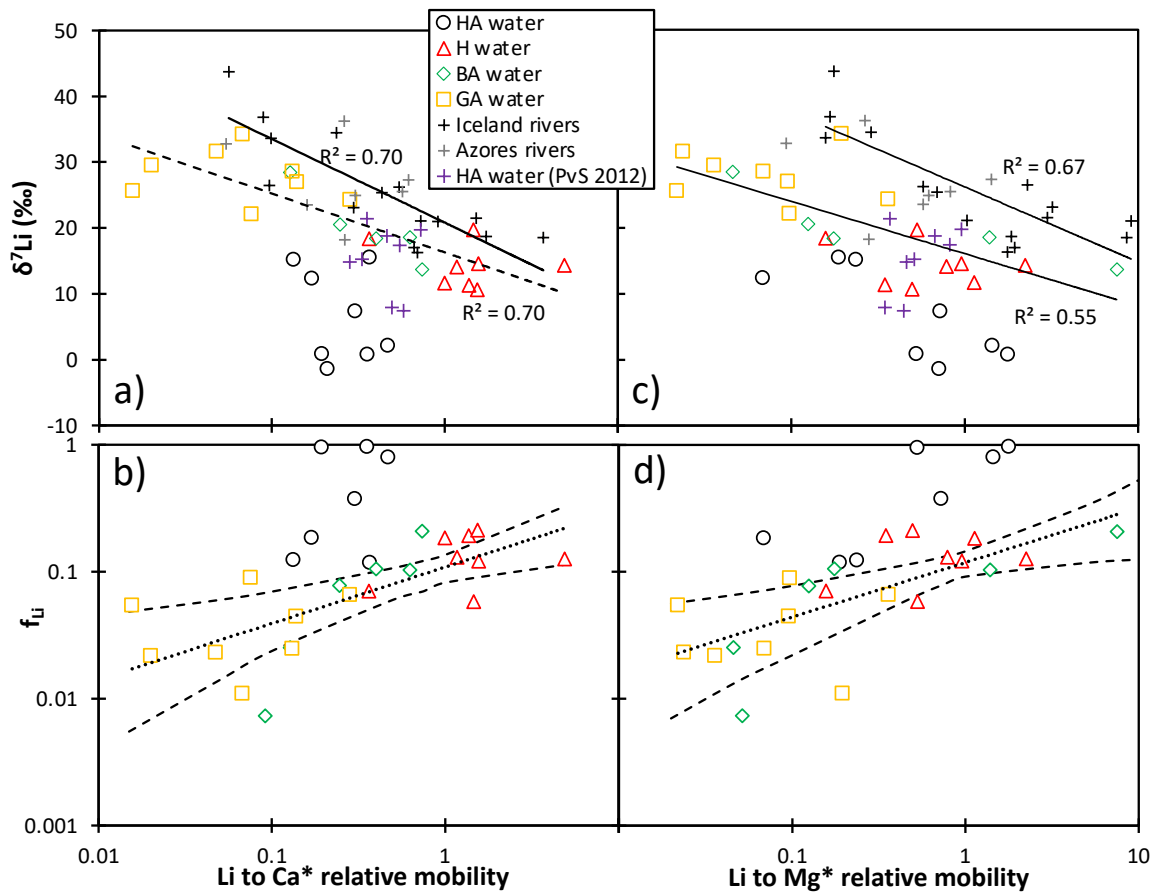 50
40
30
20
10
0
-10
δ⁷Li (‰)
a)
R² = 0.70
R² = 0.70
HA water
H water
BA water
GA water
Iceland rivers
Azores rivers
HA water (PvS 2012)
c)
R² = 0.67
R² = 0.55
1
0.1
0.01
0.001
f_Li
b)
d)
0.01
0.1
1
0.1
1
10
Li to Ca* relative mobility
Li to Mg* relative mobility